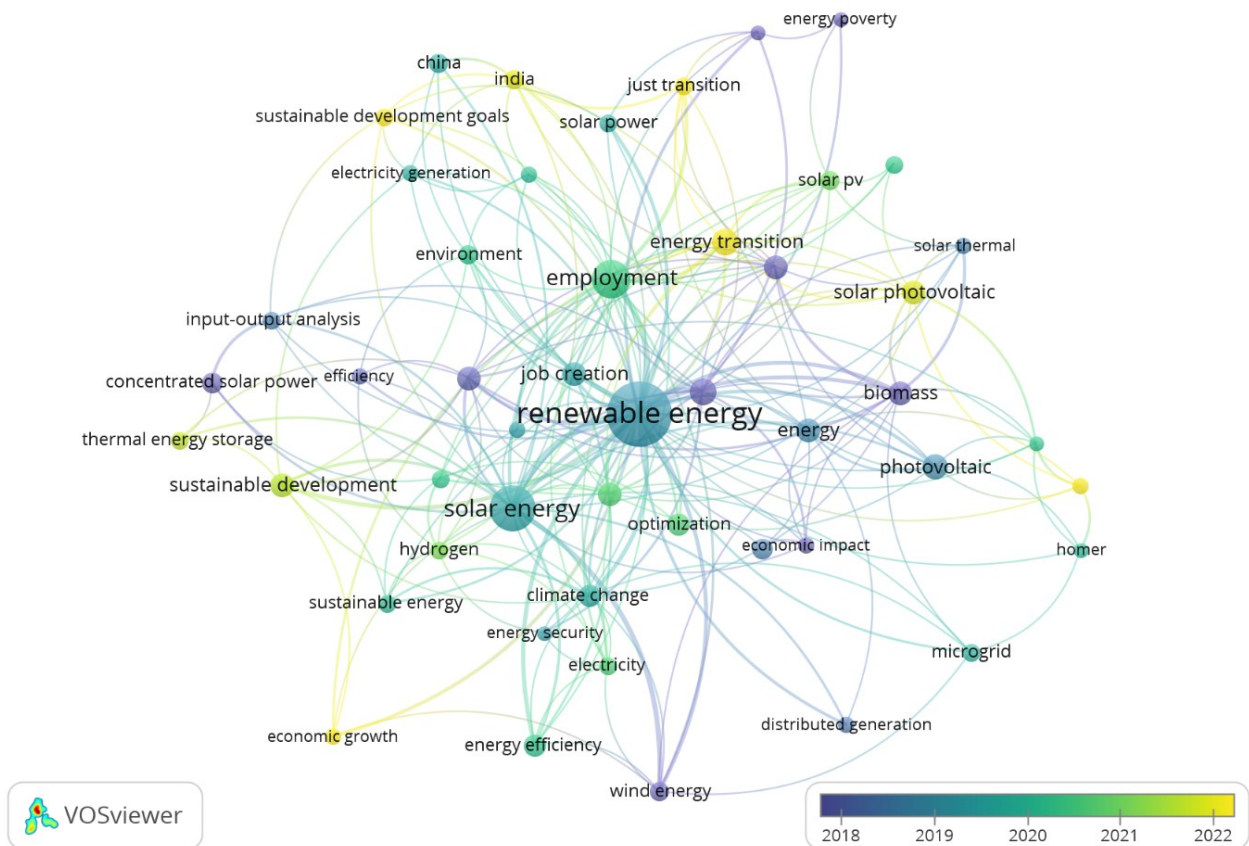 energy poverty
china
india
just transition
sustainable development goals
solar power
electricity generation
solar pv
energy transition
environment
solar thermal
employment
solar photovoltaic
input-output analysis
job creation
concentrated solar power
efficiency
biomass
renewable energy
energy
thermal energy storage
photovoltaic
sustainable development
solar energy
optimization
hydrogen
economic impact
homer
climate change
sustainable energy
energy security
electricity
microgrid
distributed generation
economic growth
energy efficiency
wind energy
VOSviewer
2018 2019 2020 2021 2022